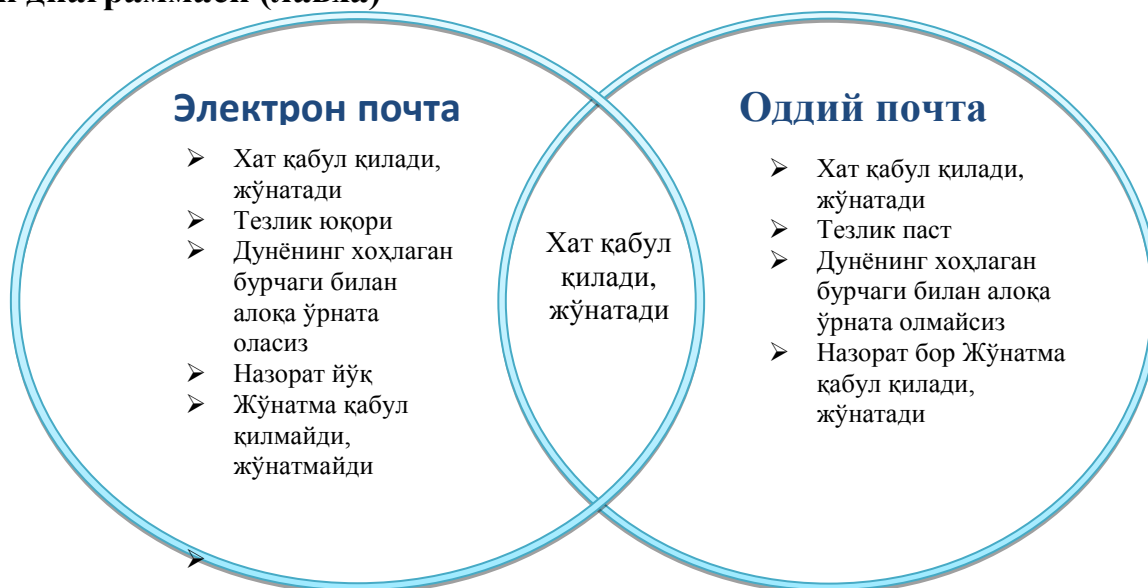 диаграммаси (лавҳа)
Электрон почта
➢ Хат қабул қилади,
жўнатади
➢ Тезлик юқори
➢ Дунёнинг хоҳлаган
бурчаги билан
алоқа ўрната
оласиз
➢ Назорат йўқ
➢ Жўнатма қабул
қилмайди,
жўнатмайди
➢
Хат қабул
қилади,
жўнатади
Оддий почта
➢ Хат қабул қилади,
жўнатади
➢ Тезлик паст
➢ Дунёнинг хоҳлаган
бурчаги билан алоқа
ўрната олмайсиз
➢ Назорат бор Жўнатма
қабул қилади,
жўнатади